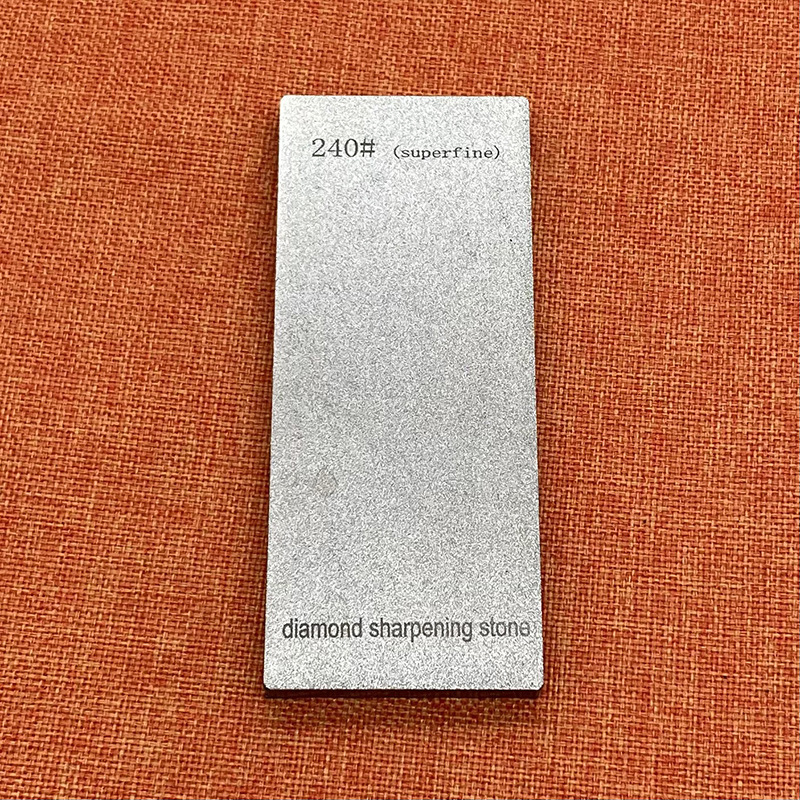 240# (superfine)
diamond sharpening stone